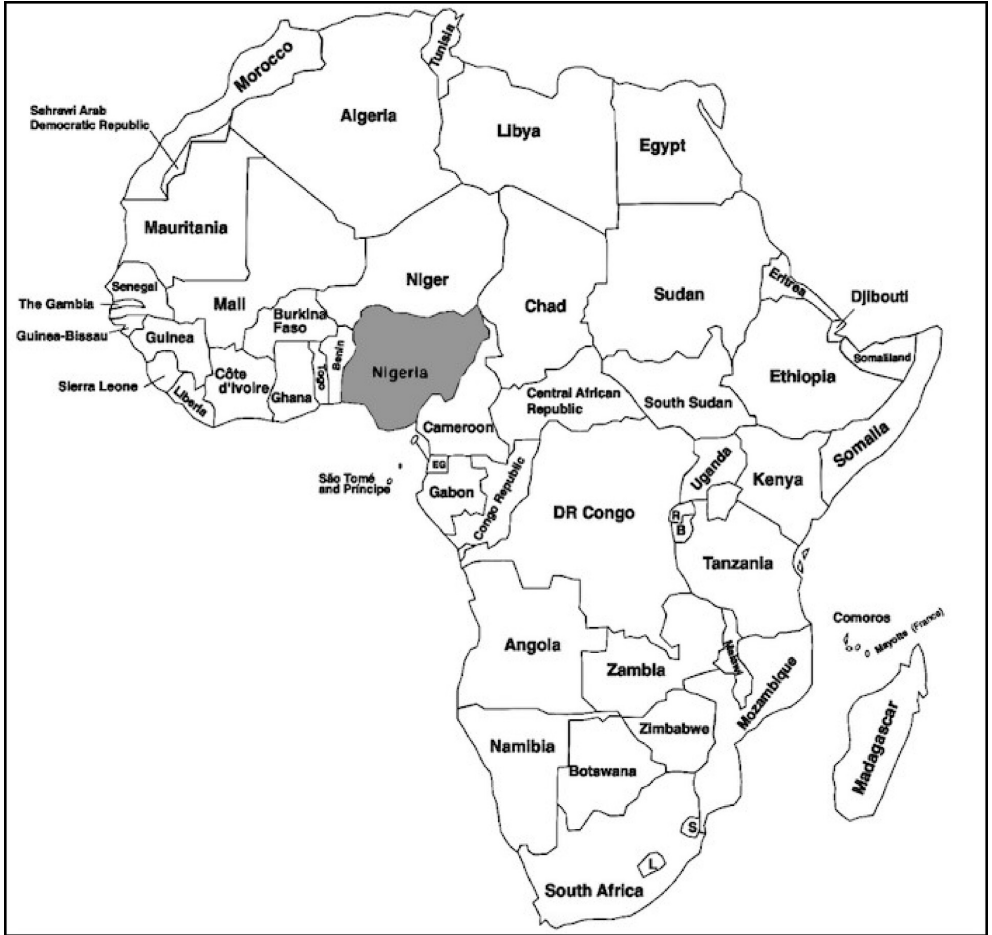 Morocco
Tunisia
Algeria
Libya
Egypt
Sahrawi Arab
Democratic Republic
Mauritania
Senegal
The Gambia
Guinea-Bissau
Mali
Niger
Chad
Sudan
Eritrea
Djibouti
Burkina
Faso
Guinea
Sierra Leone
Liberia
Côte
d'Ivoire
Ghana
Togo
Benin
Nigeria
Somaliland
Ethiopia
Somalia
Central African
Republic
South Sudan
Cameroon
EG
São Tomé
and Príncipe
Gabon
Congo Republic
DR Congo
Uganda
Kenya
R
B
Tanzania
Comoros
Mayotte (France)
Angola
Zambia
Malawi
Mozambique
Madagascar
Zimbabwe
Namibia
Botswana
S
L
South Africa